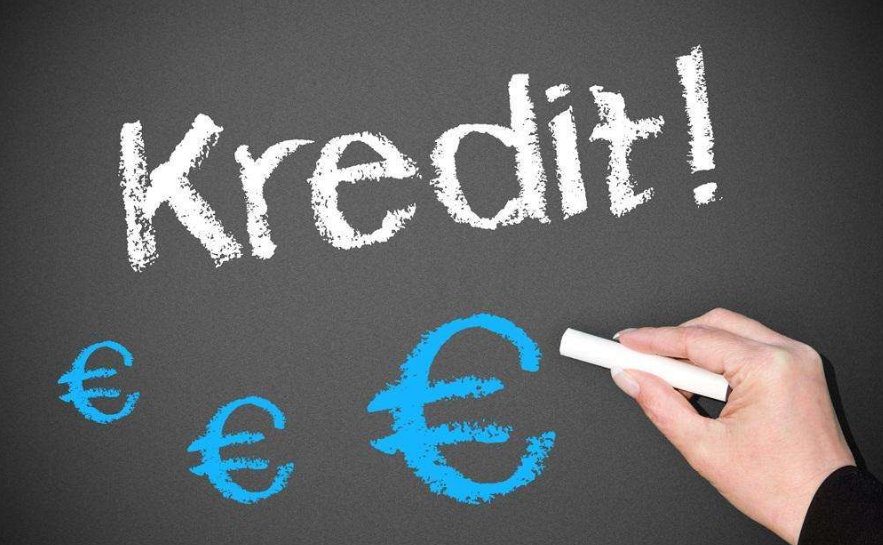 Kredit!
€ € €